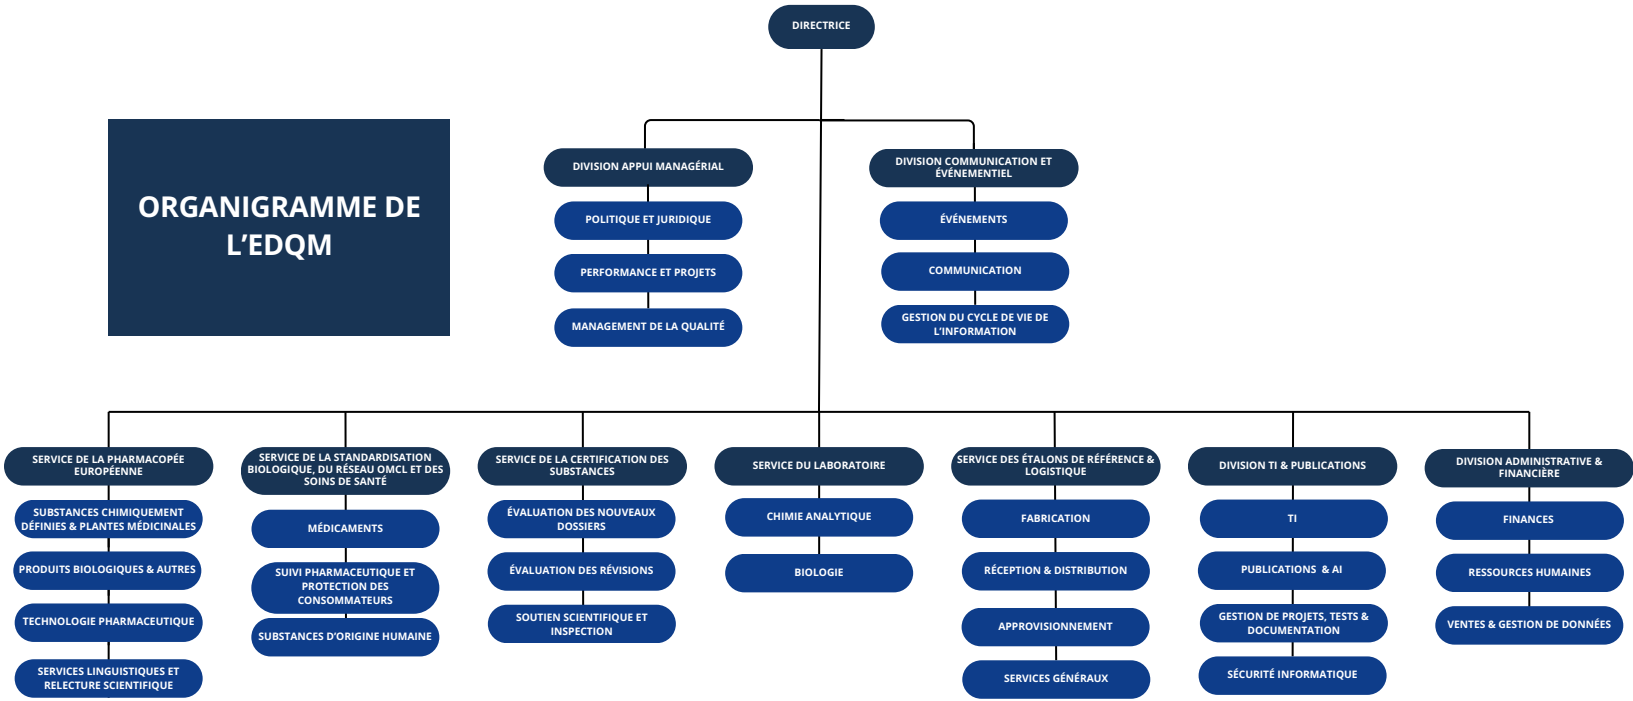 DIRECTRICE
ORGANIGRAMME DE
L’EDQM
DIVISION APPUI MANAGÉRIAL
POLITIQUE ET JURIDIQUE
PERFORMANCE ET PROJETS
MANAGEMENT DE LA QUALITÉ
DIVISION COMMUNICATION ET
ÉVÉNEMENTIEL
ÉVÉNEMENTS
COMMUNICATION
GESTION DU CYCLE DE VIE DE
L’INFORMATION
SERVICE DE LA PHARMACOPÉE
EUROPÉENNE
SUBSTANCES CHIMIQUEMENT
DÉFINIES & PLANTES MÉDICINALES
PRODUITS BIOLOGIQUES & AUTRES
TECHNOLOGIE PHARMACEUTIQUE
SERVICES LINGUISTIQUES ET
RELECTURE SCIENTIFIQUE
SERVICE DE LA STANDARDISATION
BIOLOGIQUE, DU RÉSEAU OMCL ET DES
SOINS DE SANTÉ
MÉDICAMENTS
SUIVI PHARMACEUTIQUE ET
PROTECTION DES
CONSOMMATEURS
SUBSTANCES D’ORIGINE HUMAINE
SERVICE DE LA CERTIFICATION DES
SUBSTANCES
ÉVALUATION DES NOUVEAUX
DOSSIERS
ÉVALUATION DES RÉVISIONS
SOUTIEN SCIENTIFIQUE ET
INSPECTION
SERVICE DU LABORATOIRE
CHIMIE ANALYTIQUE
BIOLOGIE
SERVICE DES ÉTALONS DE RÉFÉRENCE &
LOGISTIQUE
FABRICATION
RÉCEPTION & DISTRIBUTION
APPROVISIONNEMENT
SERVICES GÉNÉRAUX
DIVISION TI & PUBLICATIONS
TI
PUBLICATIONS & AI
GESTION DE PROJETS, TESTS &
DOCUMENTATION
SÉCURITÉ INFORMATIQUE
DIVISION ADMINISTRATIVE &
FINANCIÈRE
FINANCES
RESSOURCES HUMAINES
VENTES & GESTION DE DONNÉES